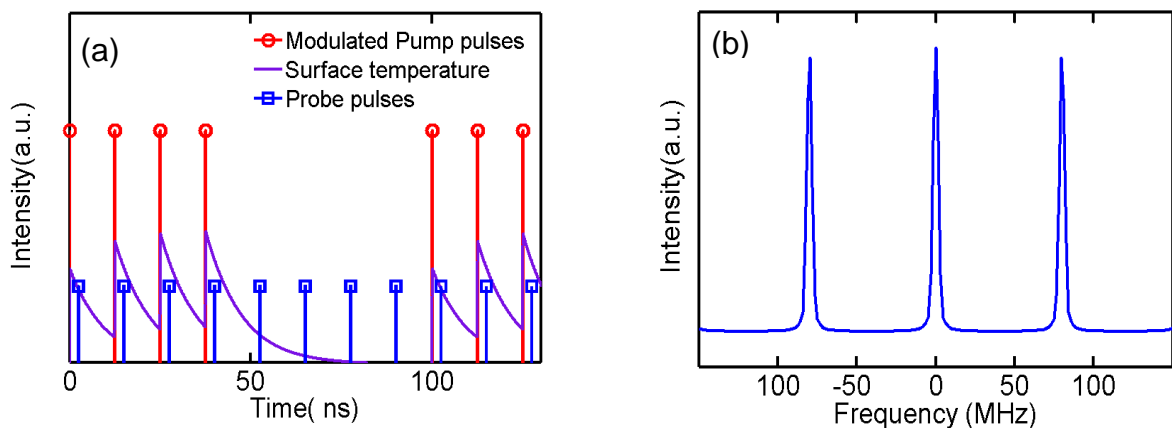 (a)
Modulated Pump pulses
Surface temperature
Probe pulses
Intensity(a.u.)
0
50
100
Time( ns)
(b)
Intensity(a.u.)
100
-50
0
50
100
Frequency (MHz)